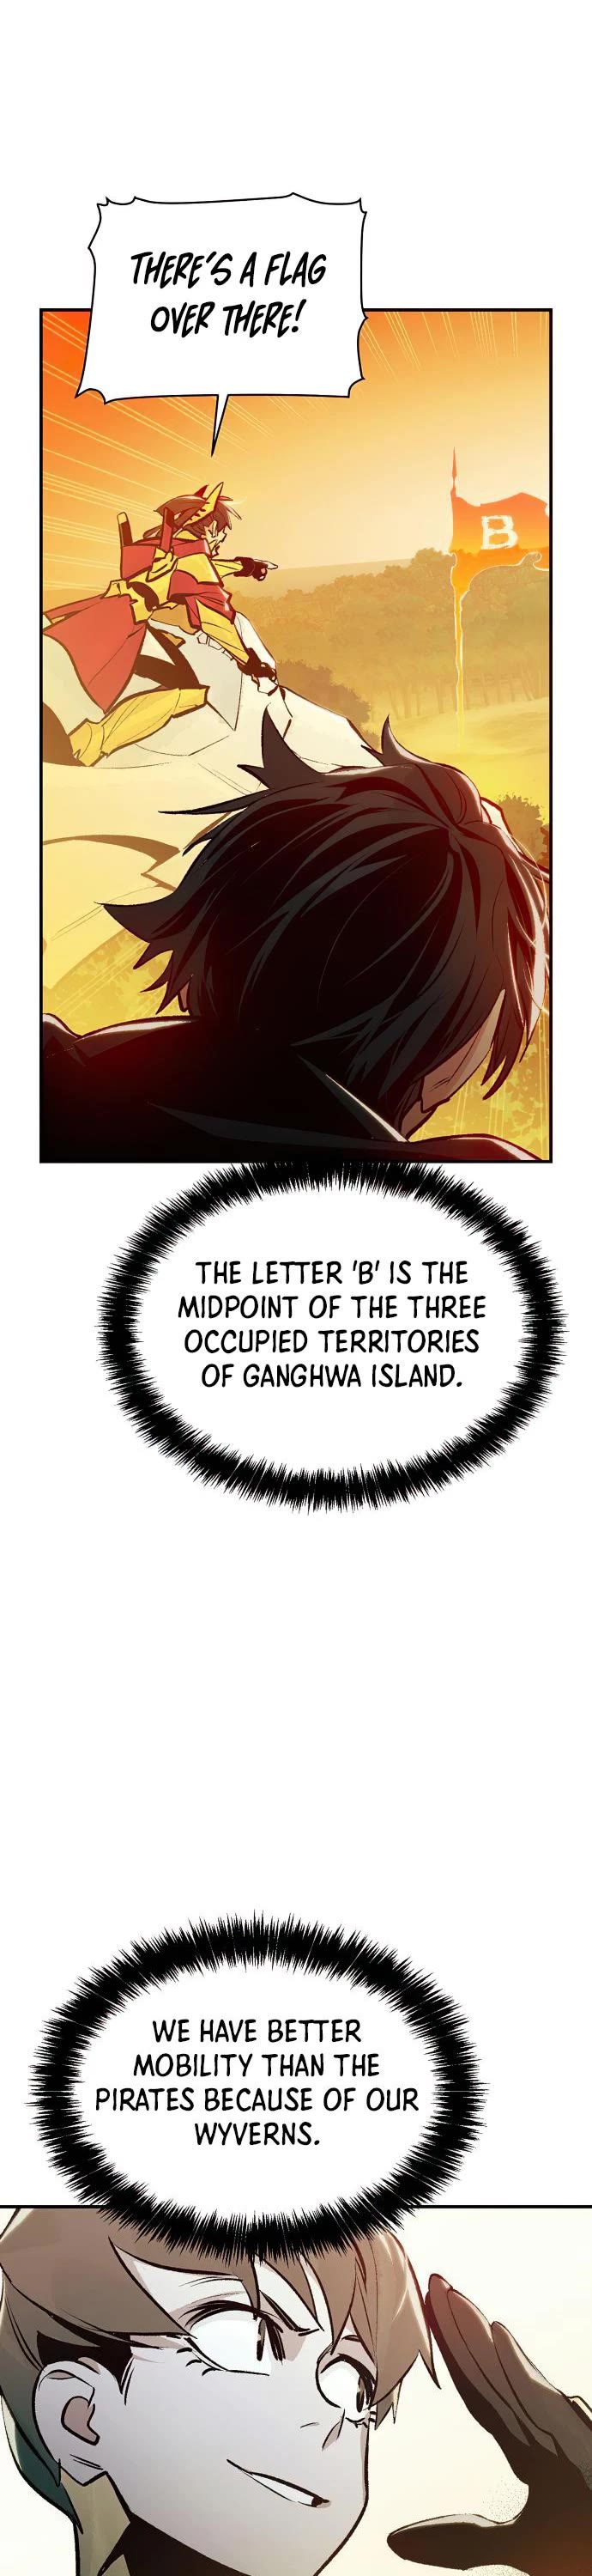 THERE'S A FLAG
OVER THERE!
B
THE LETTER 'B' IS THE
MIDPOINT OF THE THREE
OCCUPIED TERRITORIES
OF GANGHWA ISLAND.
WE HAVE BETTER
MOBILITY THAN THE
PIRATES BECAUSE OF OUR
WYVERNS.